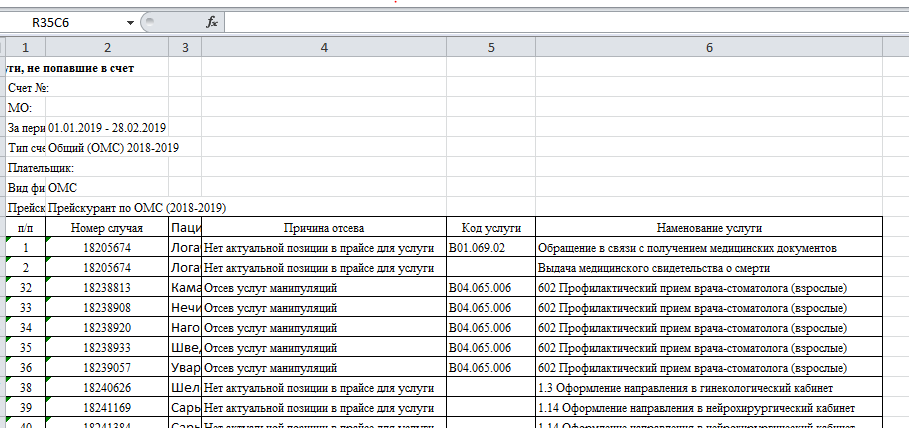 R35C6 fx
1 2 3 4 5 6
ги, не попавшие в счет
Счет №:
МО:
За пери 01.01.2019 - 28.02.2019
Тип сче Общий (ОМС) 2018-2019
Плательщик:
Вид фи ОМС
Прейск Прейскурант по ОМС (2018-2019)
п/п Номер случая Паци Причина отсева Код услуги Наменование услуги
1 18205674 Лога Нет актуальной позиции в прайсе для услуги B01.069.02 Обращение в связи с получением медицинских документов
2 18205674 Лога Нет актуальной позиции в прайсе для услуги Выдача медицинского свидетельства о смерти
32 18238813 Кама Отсев услуг манипуляций B04.065.006 602 Профилактический прием врача-стоматолога (взрослые)
33 18238908 Нечи Отсев услуг манипуляций B04.065.006 602 Профилактический прием врача-стоматолога (взрослые)
34 18238920 Наго Отсев услуг манипуляций B04.065.006 602 Профилактический прием врача-стоматолога (взрослые)
35 18238933 Швед Отсев услуг манипуляций B04.065.006 602 Профилактический прием врача-стоматолога (взрослые)
36 18239057 Увар Отсев услуг манипуляций B04.065.006 602 Профилактический прием врача-стоматолога (взрослые)
38 18240626 Шел Нет актуальной позиции в прайсе для услуги 1.3 Оформление направления в гинекологический кабинет
39 18241169 Сары Нет актуальной позиции в прайсе для услуги 1.14 Оформление направления в нейрохирургический кабинет
40 18241384 Сары Нет актуальной позиции в прайсе для услуги 1.14 Оформление направления в нейрохирургический кабинет